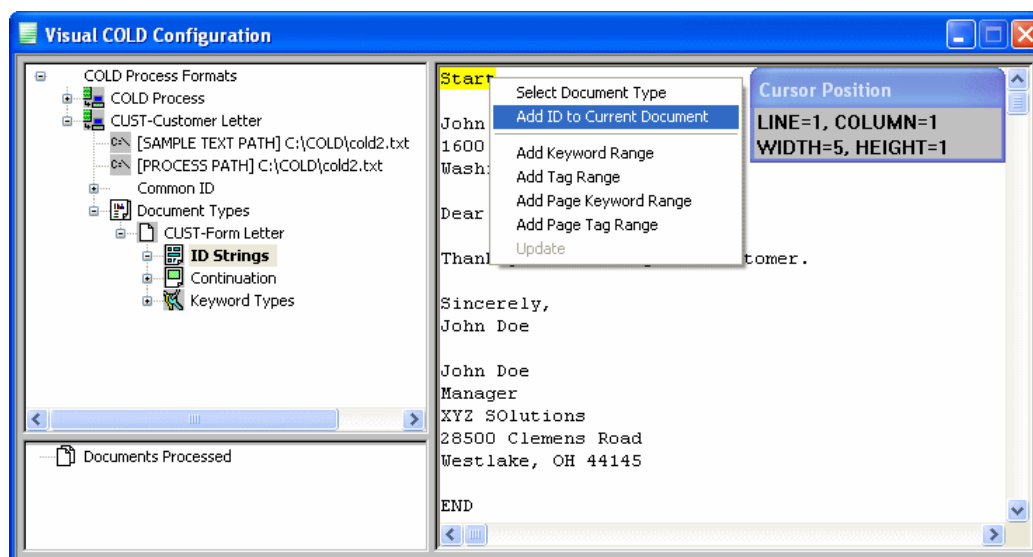 Visual COLD Configuration
COLD Process Formats
COLD Process
CUST-Customer Letter
C:\ [SAMPLE TEXT PATH] C:\COLD\cold2.txt
C:\ [PROCESS PATH] C:\COLD\cold2.txt
Common ID
Document Types
CUST-Form Letter
ID Strings
Continuation
Keyword Types
Documents Processed
Start
Select Document Type
Add ID to Current Document
Add Keyword Range
Add Tag Range
Add Page Keyword Range
Add Page Tag Range
Update
Cursor Position
LINE=1, COLUMN=1
WIDTH=5, HEIGHT=1
John
1600
Wash
Dear
Than tomer.
Sincerely,
John Doe
John Doe
Manager
XYZ SOlutions
28500 Clemens Road
Westlake, OH 44145
END